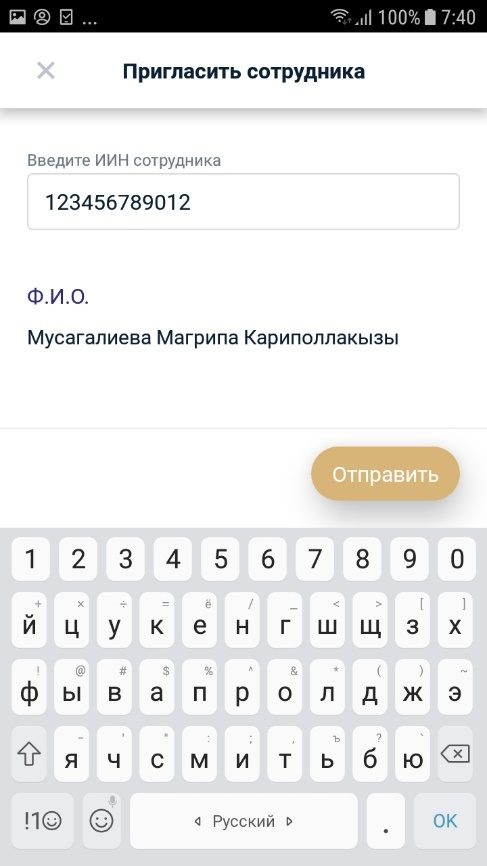 ... 100% 7:40
Пригласить сотрудника
Введите ИИН сотрудника
123456789012
Ф.И.О.
Мусагалиева Магрипа Кариполлакызы
Отправить
1 2 3 4 5 6 7 8 9 0
+ × ÷ = ё / _ < > [ ]
й ц у к е н г ш щ з х
! @ # $ % ^ & * ( ) ~
ф ы в а п р о л д ж э
- ' " : ; , ъ ? `
я ч с м и т ь б ю
!1☺ Русский . OK